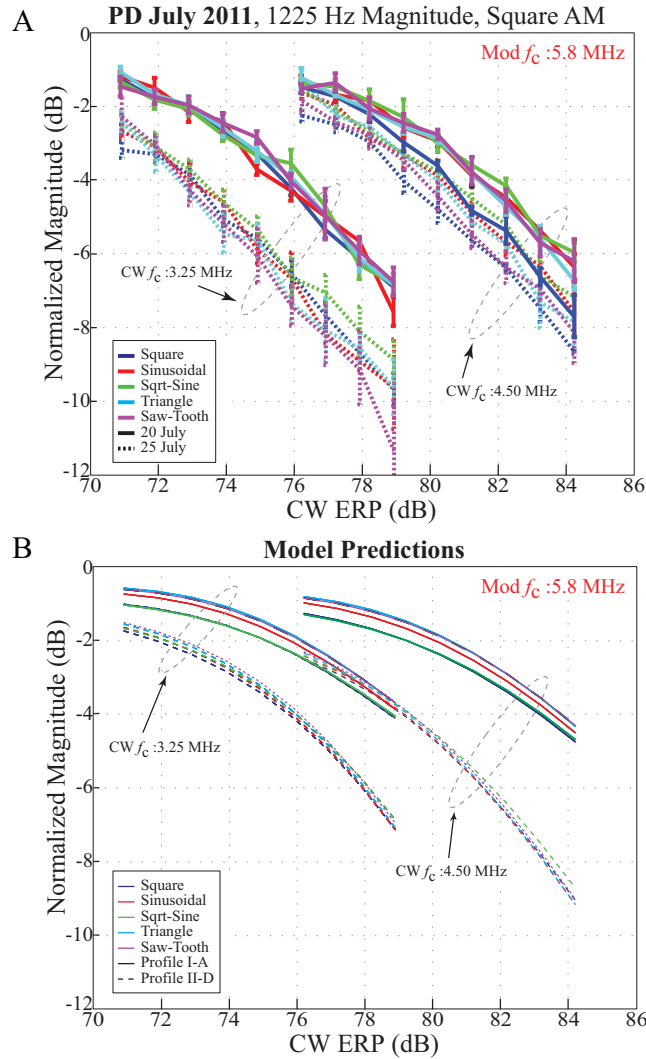 A
PD July 2011, 1225 Hz Magnitude, Square AM
Mod fc :5.8 MHz
0
-2
-4
-6
-8
-10
-12
Normalized Magnitude (dB)
CW fc :3.25 MHz
CW fc :4.50 MHz
Square
Sinusoidal
Sqrt-Sine
Triangle
Saw-Tooth
20 July
25 July
70 72 74 76 78 80 82 84 86
CW ERP (dB)
B
Model Predictions
Mod fc :5.8 MHz
0
-2
-4
-6
-8
-10
-12
Normalized Magnitude (dB)
CW fc :3.25 MHz
CW fc :4.50 MHz
Square
Sinusoidal
Sqrt-Sine
Triangle
Saw-Tooth
Profile I-A
Profile II-D
70 72 74 76 78 80 82 84 86
CW ERP (dB)